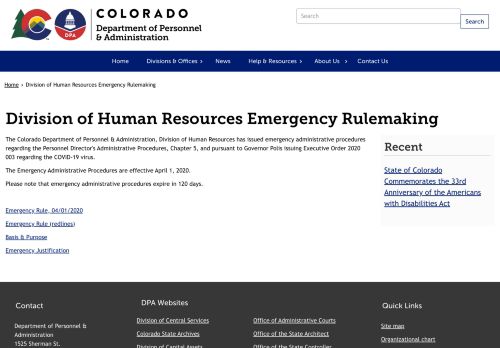 COLORADO
Department of Personnel
& Administration
DPA
Search
Search
Home
Divisions & Offices
News
Help & Resources
About Us
Contact Us
Home › Division of Human Resources Emergency Rulemaking
Division of Human Resources Emergency Rulemaking
The Colorado Department of Personnel & Administration, Division of Human Resources has issued emergency administrative procedures
regarding the Personnel Director's Administrative Procedures, Chapter 5, and pursuant to Governor Polis issuing Executive Order 2020
003 regarding the COVID-19 virus.
The Emergency Administrative Procedures are effective April 1, 2020.
Please note that emergency administrative procedures expire in 120 days.
Emergency Rule, 04/01/2020
Emergency Rule (redlines)
Basis & Purpose
Emergency Justification
Recent
State of Colorado
Commemorates the 33rd
Anniversary of the Americans
with Disabilities Act
Contact
Department of Personnel &
Administration
1525 Sherman St.
DPA Websites
Division of Central Services
Colorado State Archives
Division of Capital Assets
Office of Administrative Courts
Office of the State Architect
Office of the State Controller
Quick Links
Site map
Organizational chart